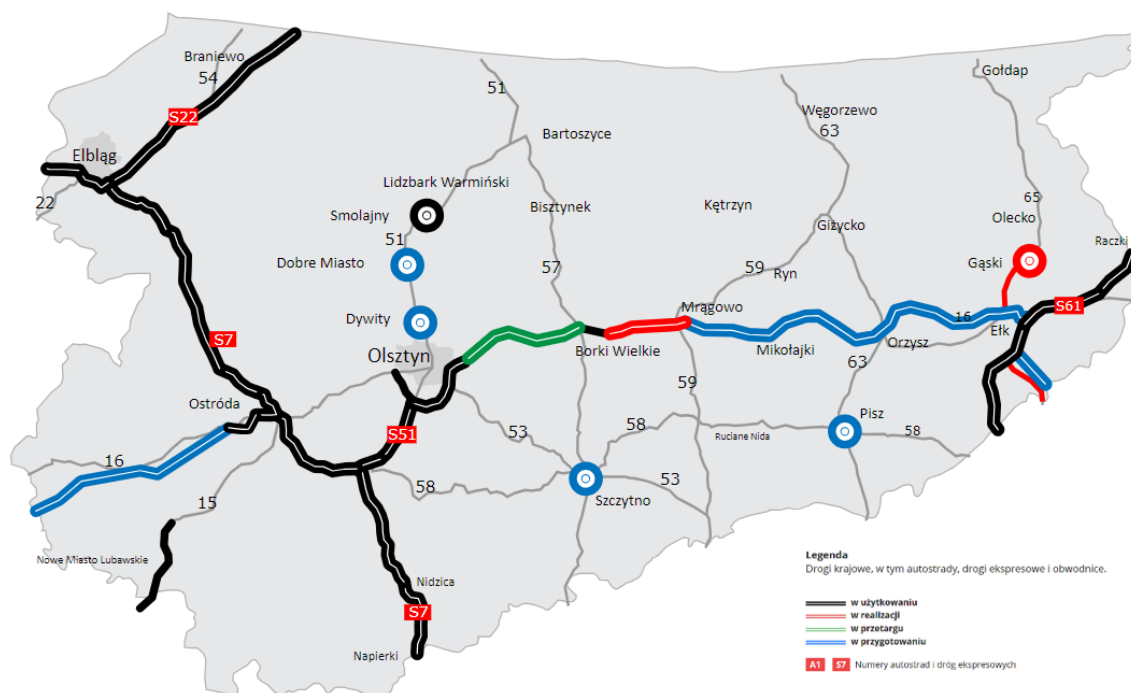 Braniewo
54
S22
Elbląg
22
51
Bartoszyce
Gołdap
Węgorzewo
63
Lidzbark Warmiński
Smolajny
51
Bisztynek
Kętrzyn
Giżycko
65
Olecko
Raczki
Dobre Miasto
57
59
Ryn
Gąski
S61
Dywity
Mrągowo
16
Ełk
S7
Olsztyn
Borki Wielkie
Mikołajki
Orzysz
63
59
Ostróda
Pisz
S51
53
58
Ruciane Nida
58
16
58
Szczytno
53
15
Nowe Miasto Lubawskie
Nidzica
S7
Napierki
Legenda
Drogi krajowe, w tym autostrady, drogi ekspresowe i obwodnice.
w użytkowaniu
w realizacji
w przetargu
w przygotowaniu
A1 S7 Numery autostrad i dróg ekspresowych